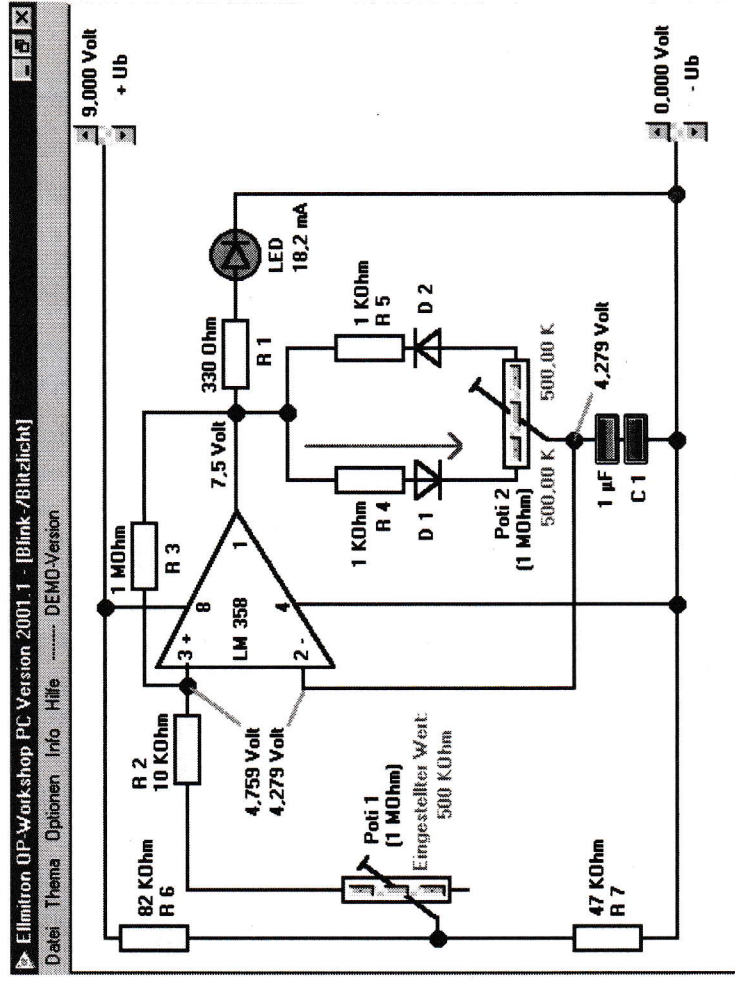 Ellmitron OP-Workshop PC Version 2001.1 - [Blink-/Blitzlicht]
Datei Thema Optionen Info Hilfe -------- DEMO-Version
9,000 Volt
+ Ub
82 KOhm
R 6
R 2
10 KOhm
1 MOhm
R 3
3 +
8
LM 358
1
2 -
4
7,5 Volt
330 Ohm
R 1
LED
18,2 mA
4,759 Volt
4,279 Volt
1 KOhm
R 4
D 1
1 KOhm
R 5
D 2
Poti 1
(1 MOhm)
Eingestellter Wert:
500 KOhm
Poti 2
(1 MOhm)
500,00 K
500,00 K
4,279 Volt
1 µF
C 1
47 KOhm
R 7
0,000 Volt
- Ub